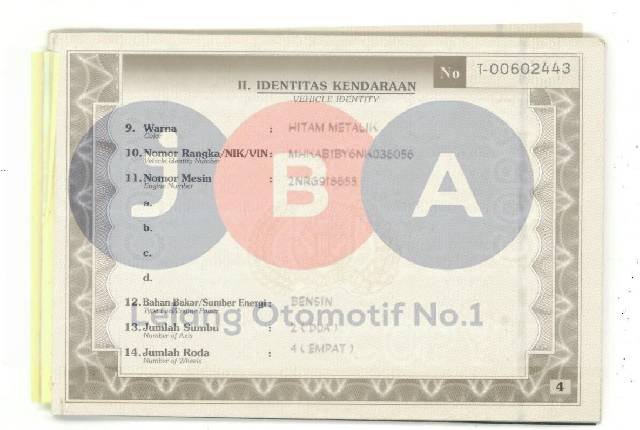 No T-00602443
II. IDENTITAS KENDARAAN
VEHICLE IDENTITY
9. Warna : HITAM METALIK
Color
10. Nomor Rangka/NIK/VIN :
Vehicle Identity Number
11. Nomor Mesin :
Engine Number
a.
b.
c.
d.
JBA
12. Bahan Bakar/Sumber Energi : BENSIN
Lelang Otomotif No.1
13. Jumlah Sumbu : 2 ( DUA )
Number of Axis
14. Jumlah Roda : 4 ( EMPAT )
Number of Wheels
4